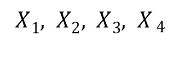 X₁, X₂, X₃, X₄